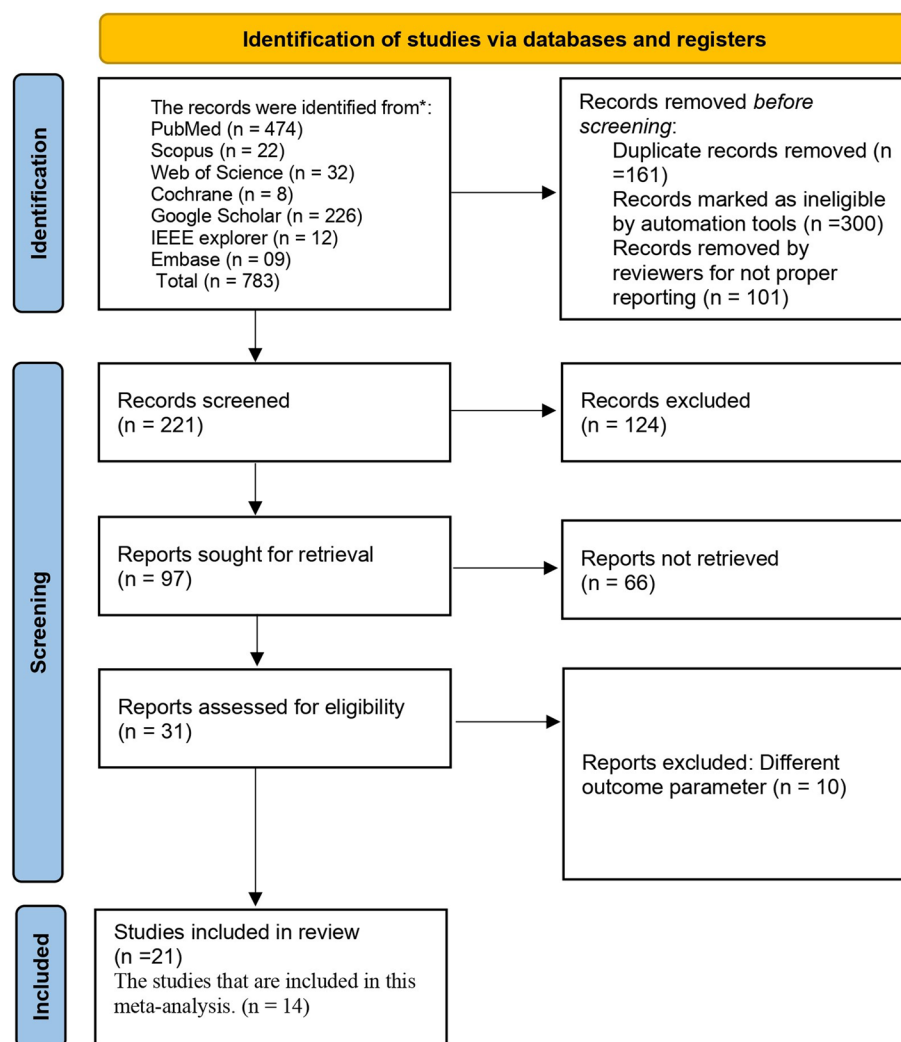 Identification of studies via databases and registers
Identification
The records were identified from*:
PubMed (n = 474)
Scopus (n = 22)
Web of Science (n = 32)
Cochrane (n = 8)
Google Scholar (n = 226)
IEEE explorer (n = 12)
Embase (n = 09)
Total (n = 783)
Records removed before
screening:
Duplicate records removed (n
=161)
Records marked as ineligible
by automation tools (n =300)
Records removed by
reviewers for not proper
reporting (n = 101)
Screening
Records screened
(n = 221)
Records excluded
(n = 124)
Reports sought for retrieval
(n = 97)
Reports not retrieved
(n = 66)
Reports assessed for eligibility
(n = 31)
Reports excluded: Different
outcome parameter (n = 10)
Included
Studies included in review
(n =21)
The studies that are included in this
meta-analysis. (n = 14)